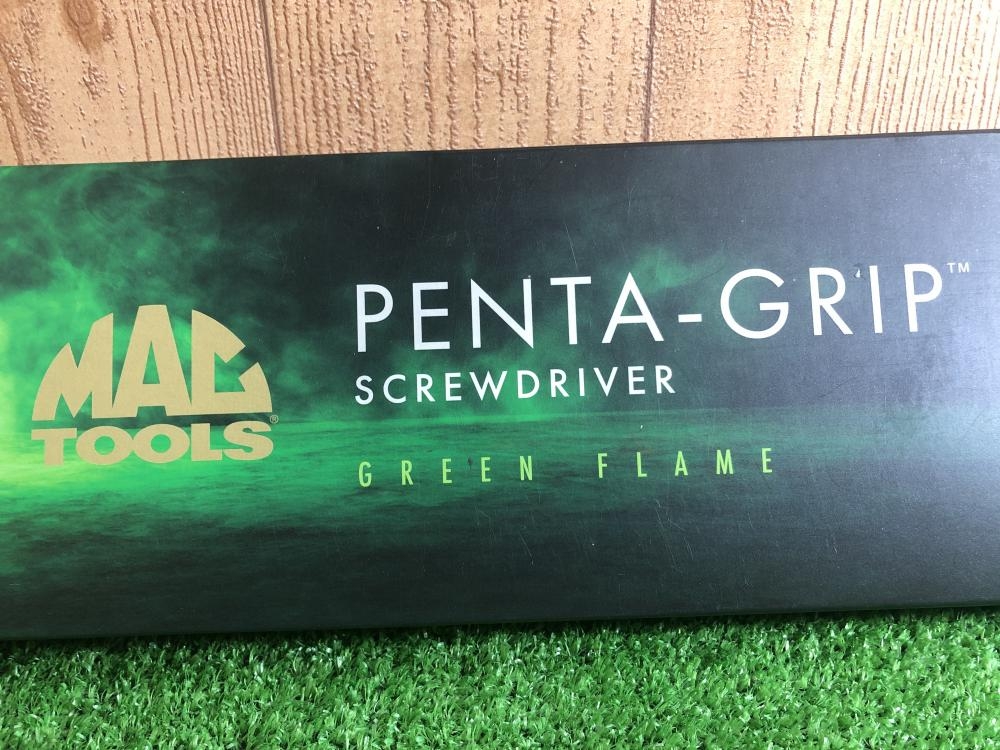 MAC
TOOLS®
PENTA-GRIP™
SCREWDRIVER
GREEN FLAME